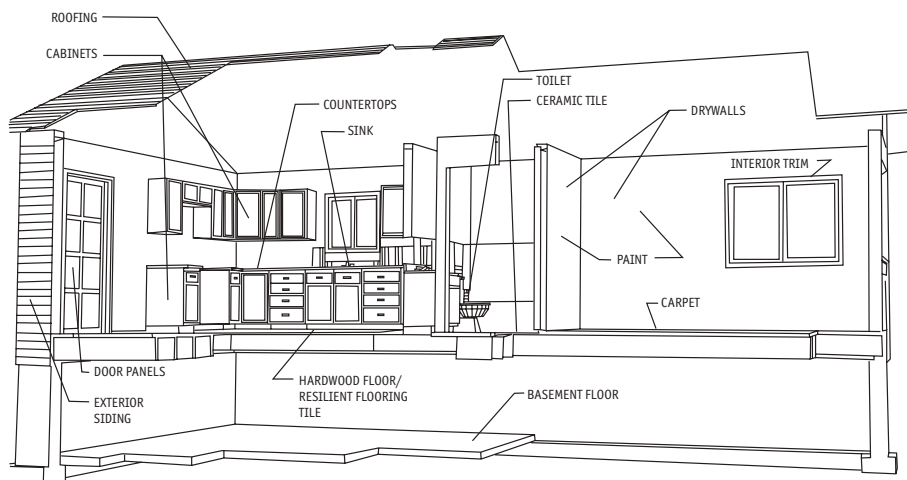 ROOFING
CABINETS
TOILET
COUNTERTOPS
CERAMIC TILE
DRYWALLS
SINK
INTERIOR TRIM
PAINT
CARPET
DOOR PANELS
HARDWOOD FLOOR/
RESILIENT FLOORING
TILE
BASEMENT FLOOR
EXTERIOR
SIDING